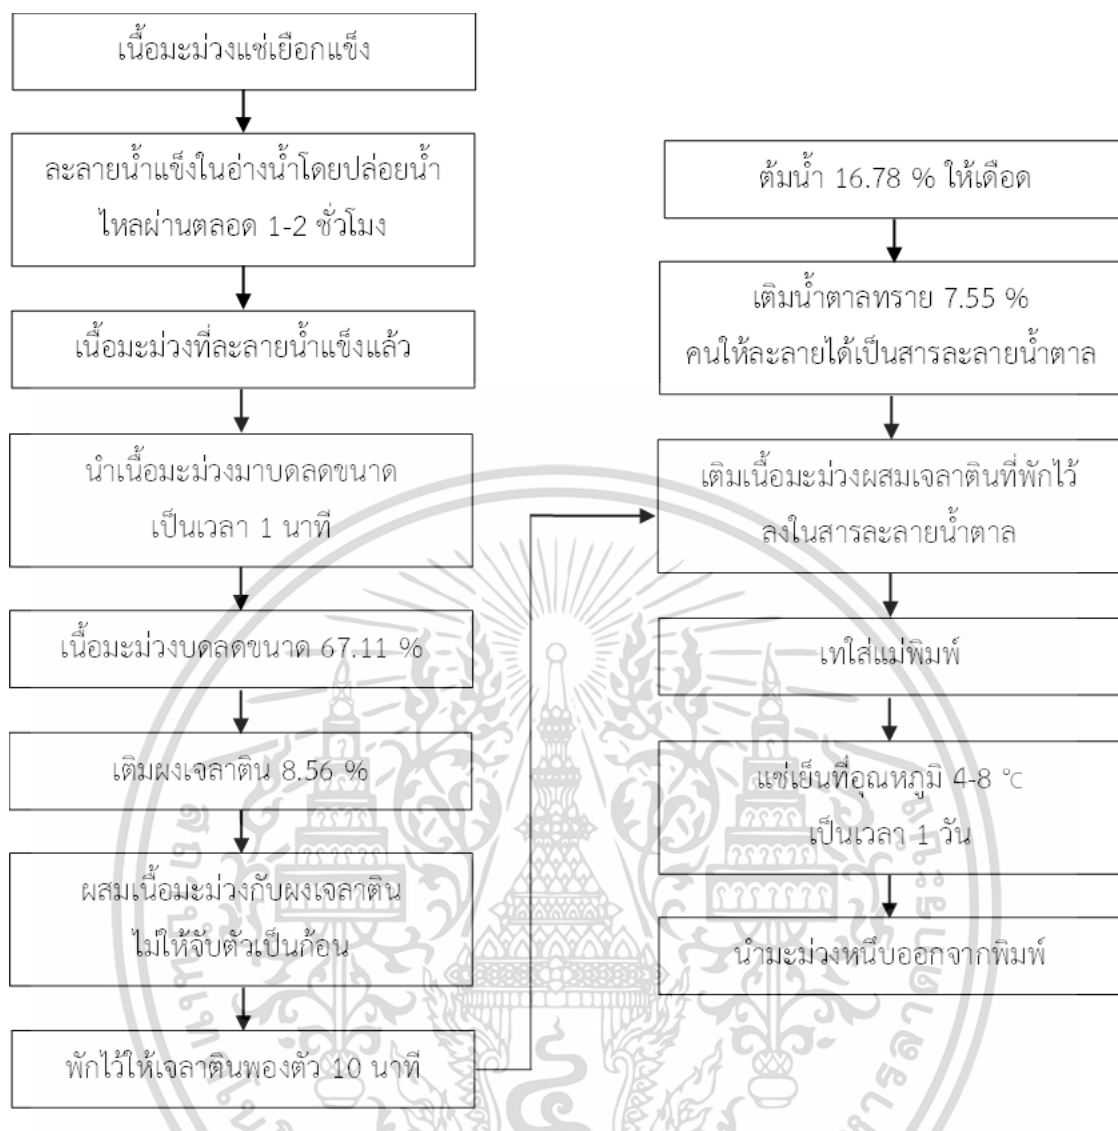 เนื้อมะม่วงแช่เยือกแข็ง
ละลายน้ำแข็งในอ่างน้ำโดยปล่อยน้ำ
ไหลผ่านตลอด 1-2 ชั่วโมง
เนื้อมะม่วงที่ละลายน้ำแข็งแล้ว
นำเนื้อมะม่วงมาบดลดขนาด
เป็นเวลา 1 นาที
เนื้อมะม่วงบดลดขนาด 67.11 %
เติมผงเจลาติน 8.56 %
ผสมเนื้อมะม่วงกับผงเจลาติน
ไม่ให้จับตัวเป็นก้อน
พักไว้ให้เจลาตินพองตัว 10 นาที
ต้มน้ำ 16.78 % ให้เดือด
เติมน้ำตาลทราย 7.55 %
คนให้ละลายได้เป็นสารละลายน้ำตาล
เติมเนื้อมะม่วงผสมเจลาตินที่พักไว้
ลงในสารละลายน้ำตาล
เทใส่แม่พิมพ์
แช่เย็นที่อุณหภูมิ 4-8 °C
เป็นเวลา 1 วัน
นำมะม่วงหนึบออกจากพิมพ์